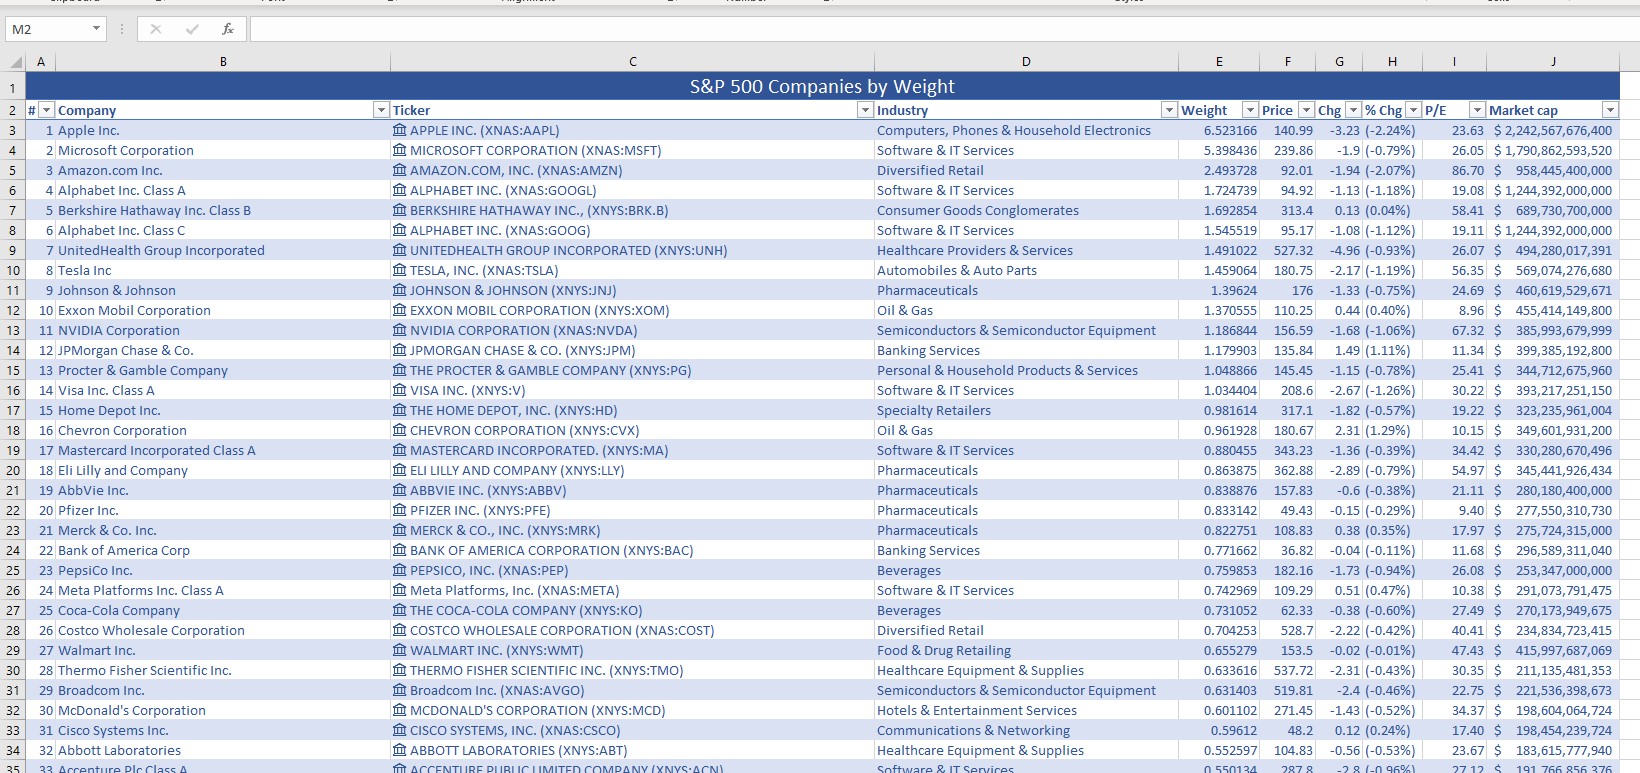 M2 fx
A B C D E F G H I J
1 S&P 500 Companies by Weight
2 # Company Ticker Industry Weight Price Chg % Chg P/E Market cap
3 1 Apple Inc. APPLE INC. (XNAS:AAPL) Computers, Phones & Household Electronics 6.523166 140.99 -3.23 (-2.24%) 23.63 $ 2,242,567,676,400
4 2 Microsoft Corporation MICROSOFT CORPORATION (XNAS:MSFT) Software & IT Services 5.398436 239.86 -1.9 (-0.79%) 26.05 $ 1,790,862,593,520
5 3 Amazon.com Inc. AMAZON.COM, INC. (XNAS:AMZN) Diversified Retail 2.493728 92.01 -1.94 (-2.07%) 86.70 $ 958,445,400,000
6 4 Alphabet Inc. Class A ALPHABET INC. (XNAS:GOOGL) Software & IT Services 1.724739 94.92 -1.13 (-1.18%) 19.08 $ 1,244,392,000,000
7 5 Berkshire Hathaway Inc. Class B BERKSHIRE HATHAWAY INC., (XNYS:BRK.B) Consumer Goods Conglomerates 1.692854 313.4 0.13 (0.04%) 58.41 $ 689,730,700,000
8 6 Alphabet Inc. Class C ALPHABET INC. (XNAS:GOOG) Software & IT Services 1.545519 95.17 -1.08 (-1.12%) 19.11 $ 1,244,392,000,000
9 7 UnitedHealth Group Incorporated UNITEDHEALTH GROUP INCORPORATED (XNYS:UNH) Healthcare Providers & Services 1.491022 527.32 -4.96 (-0.93%) 26.07 $ 494,280,017,391
10 8 Tesla Inc TESLA, INC. (XNAS:TSLA) Automobiles & Auto Parts 1.459064 180.75 -2.17 (-1.19%) 56.35 $ 569,074,276,680
11 9 Johnson & Johnson JOHNSON & JOHNSON (XNYS:JNJ) Pharmaceuticals 1.39624 176 -1.33 (-0.75%) 24.69 $ 460,619,529,671
12 10 Exxon Mobil Corporation EXXON MOBIL CORPORATION (XNYS:XOM) Oil & Gas 1.370555 110.25 0.44 (0.40%) 8.96 $ 455,414,149,800
13 11 NVIDIA Corporation NVIDIA CORPORATION (XNAS:NVDA) Semiconductors & Semiconductor Equipment 1.186844 156.59 -1.68 (-1.06%) 67.32 $ 385,993,679,999
14 12 JPMorgan Chase & Co. JPMORGAN CHASE & CO. (XNYS:JPM) Banking Services 1.179903 135.84 1.49 (1.11%) 11.34 $ 399,385,192,800
15 13 Procter & Gamble Company THE PROCTER & GAMBLE COMPANY (XNYS:PG) Personal & Household Products & Services 1.048866 145.45 -1.15 (-0.78%) 25.41 $ 344,712,675,960
16 14 Visa Inc. Class A VISA INC. (XNYS:V) Software & IT Services 1.034404 208.6 -2.67 (-1.26%) 30.22 $ 393,217,251,150
17 15 Home Depot Inc. THE HOME DEPOT, INC. (XNYS:HD) Specialty Retailers 0.981614 317.1 -1.82 (-0.57%) 19.22 $ 323,235,961,004
18 16 Chevron Corporation CHEVRON CORPORATION (XNYS:CVX) Oil & Gas 0.961928 180.67 2.31 (1.29%) 10.15 $ 349,601,931,200
19 17 Mastercard Incorporated Class A MASTERCARD INCORPORATED. (XNYS:MA) Software & IT Services 0.880455 343.23 -1.36 (-0.39%) 34.42 $ 330,280,670,496
20 18 Eli Lilly and Company ELI LILLY AND COMPANY (XNYS:LLY) Pharmaceuticals 0.863875 362.88 -2.89 (-0.79%) 54.97 $ 345,441,926,434
21 19 AbbVie Inc. ABBVIE INC. (XNYS:ABBV) Pharmaceuticals 0.838876 157.83 -0.6 (-0.38%) 21.11 $ 280,180,400,000
22 20 Pfizer Inc. PFIZER INC. (XNYS:PFE) Pharmaceuticals 0.833142 49.43 -0.15 (-0.29%) 9.40 $ 277,550,310,730
23 21 Merck & Co. Inc. MERCK & CO., INC. (XNYS:MRK) Pharmaceuticals 0.822751 108.83 0.38 (0.35%) 17.97 $ 275,724,315,000
24 22 Bank of America Corp BANK OF AMERICA CORPORATION (XNYS:BAC) Banking Services 0.771662 36.82 -0.04 (-0.11%) 11.68 $ 296,589,311,040
25 23 PepsiCo Inc. PEPSICO, INC. (XNAS:PEP) Beverages 0.759853 182.16 -1.73 (-0.94%) 26.08 $ 253,347,000,000
26 24 Meta Platforms Inc. Class A Meta Platforms, Inc. (XNAS:META) Software & IT Services 0.742969 109.29 0.51 (0.47%) 10.38 $ 291,073,791,475
27 25 Coca-Cola Company THE COCA-COLA COMPANY (XNYS:KO) Beverages 0.731052 62.33 -0.38 (-0.60%) 27.49 $ 270,173,949,675
28 26 Costco Wholesale Corporation COSTCO WHOLESALE CORPORATION (XNAS:COST) Diversified Retail 0.704253 528.7 -2.22 (-0.42%) 40.41 $ 234,834,723,415
29 27 Walmart Inc. WALMART INC. (XNYS:WMT) Food & Drug Retailing 0.655279 153.5 -0.02 (-0.01%) 47.43 $ 415,997,687,069
30 28 Thermo Fisher Scientific Inc. THERMO FISHER SCIENTIFIC INC. (XNYS:TMO) Healthcare Equipment & Supplies 0.633616 537.72 -2.31 (-0.43%) 30.35 $ 211,135,481,353
31 29 Broadcom Inc. Broadcom Inc. (XNAS:AVGO) Semiconductors & Semiconductor Equipment 0.631403 519.81 -2.4 (-0.46%) 22.75 $ 221,536,398,673
32 30 McDonald's Corporation MCDONALD'S CORPORATION (XNYS:MCD) Hotels & Entertainment Services 0.601102 271.45 -1.43 (-0.52%) 34.37 $ 198,604,064,724
33 31 Cisco Systems Inc. CISCO SYSTEMS, INC. (XNAS:CSCO) Communications & Networking 0.59612 48.2 0.12 (0.24%) 17.40 $ 198,454,239,724
34 32 Abbott Laboratories ABBOTT LABORATORIES (XNYS:ABT) Healthcare Equipment & Supplies 0.552597 104.83 -0.56 (-0.53%) 23.67 $ 183,615,777,940
35 33 Accenture Plc Class A ACCENTURE PUBLIC LIMITED COMPANY (XNYS:ACN) Software & IT Services 0.550134 287.8 -2.8 (-0.96%) 27.12 $ 191,766,856,376